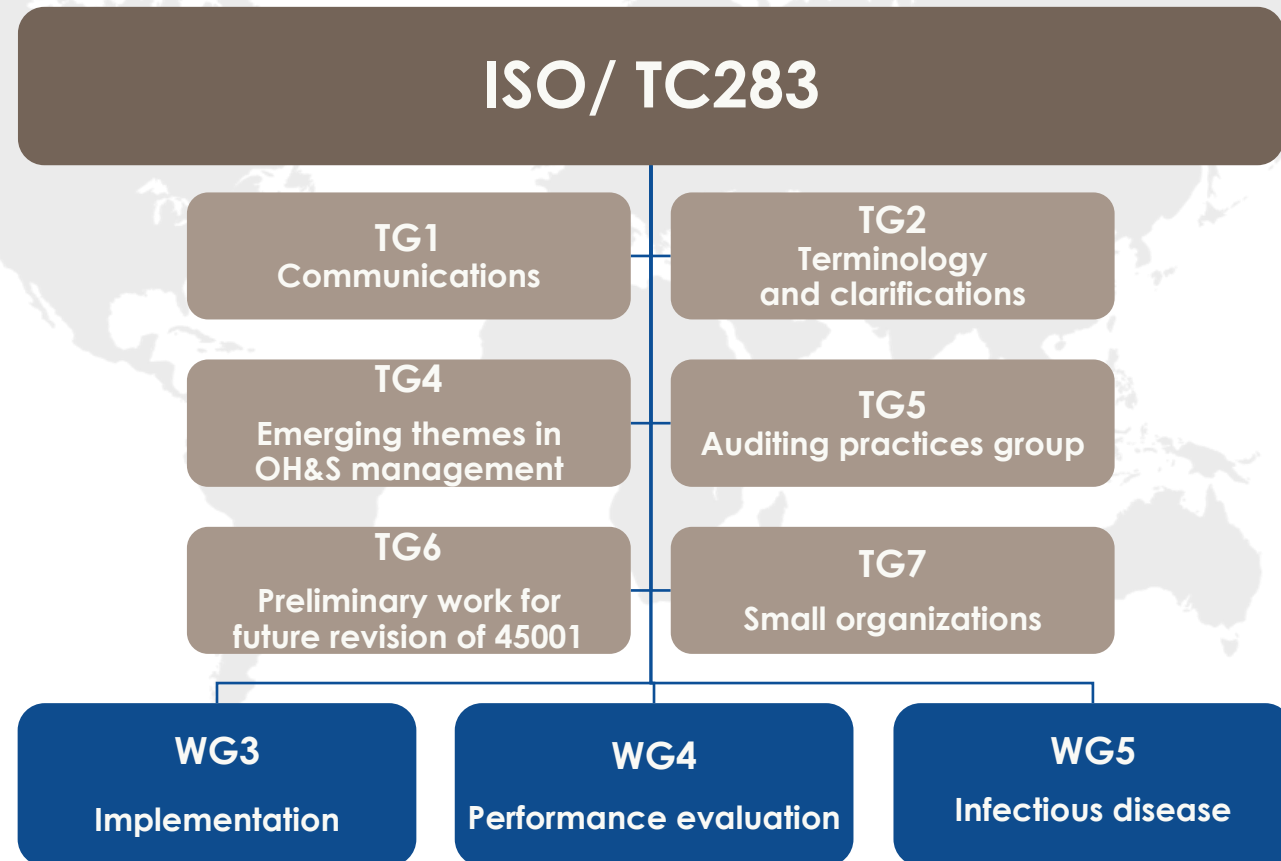 ISO/ TC283
TG1
Communications
TG2
Terminology
and clarifications
TG4
Emerging themes in
OH&S management
TG5
Auditing practices group
TG6
Preliminary work for
future revision of 45001
TG7
Small organizations
WG3
Implementation
WG4
Performance evaluation
WG5
Infectious disease